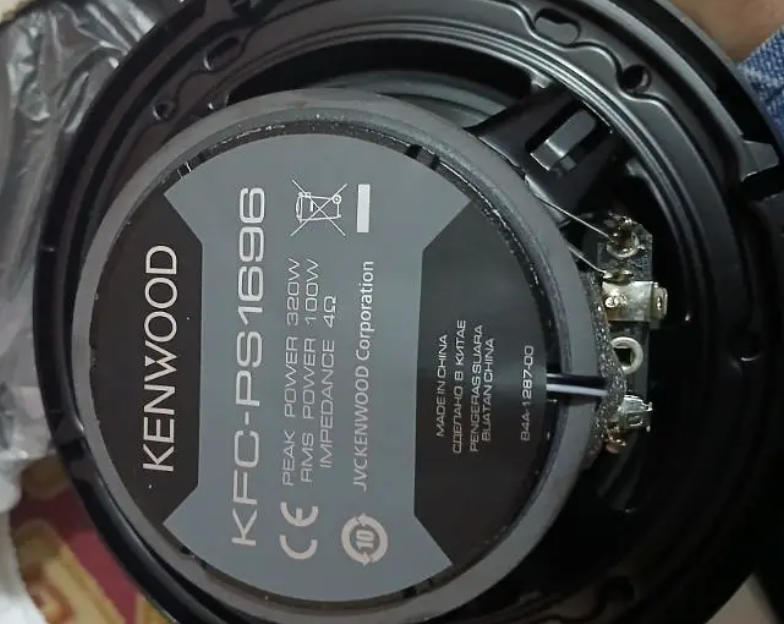 KENWOOD
KFC-PS1696
PEAK POWER 320W
RMS POWER 100W
IMPEDANCE 4Ω
CE
10
JVCKENWOOD Corporation
MADE IN CHINA
СДЕЛАНО В КИТАЕ
PENGERAS SUARA
BUATAN CHINA
B4A-1287-00